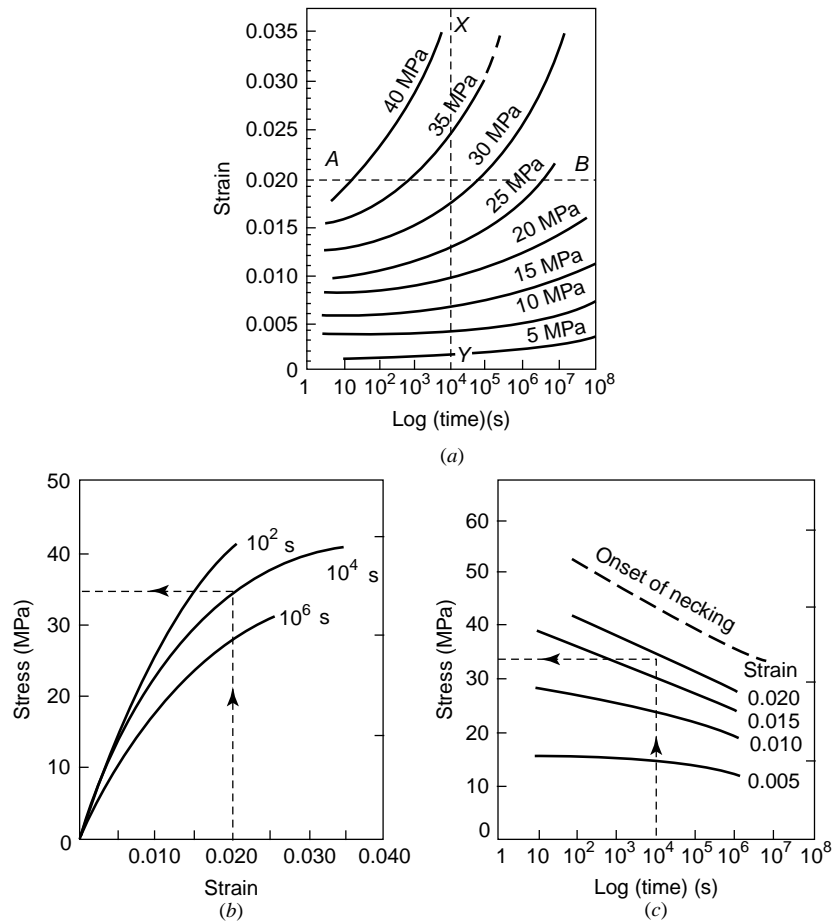 0.035
0.030
0.025
0.020
0.015
0.010
0.005
0
Strain
X
A
B
Y
40 MPa
35 MPa
30 MPa
25 MPa
20 MPa
15 MPa
10 MPa
5 MPa
1 10 10² 10³ 10⁴ 10⁵ 10⁶ 10⁷ 10⁸
Log (time)(s)
(a)
50
40
30
20
10
0
Stress (MPa)
10² s
10⁴ s
10⁶ s
0.010 0.020 0.030 0.040
Strain
(b)
60
50
40
30
20
10
0
Stress (MPa)
Onset of necking
Strain
0.020
0.015
0.010
0.005
1 10 10² 10³ 10⁴ 10⁵ 10⁶ 10⁷ 10⁸
Log (time) (s)
(c)